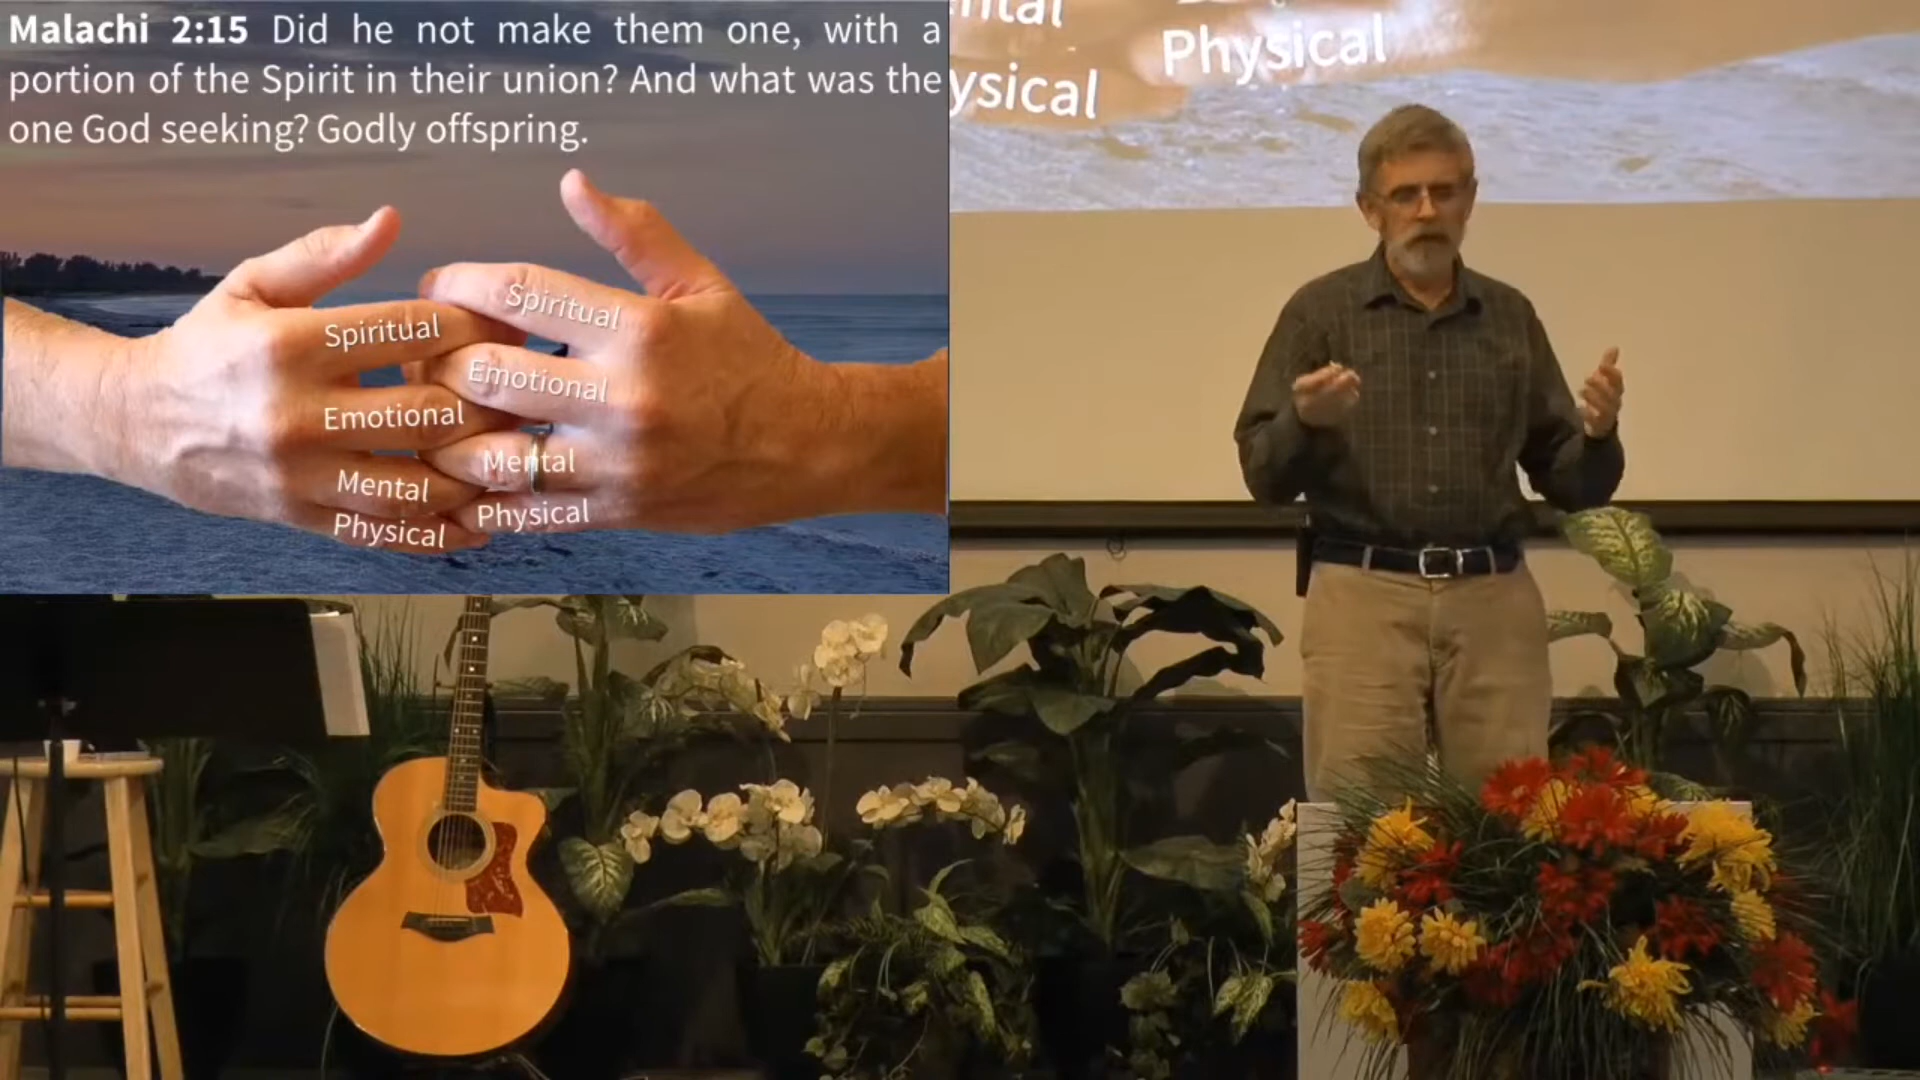 Malachi 2:15 Did he not make them one, with a
portion of the Spirit in their union? And what was the
one God seeking? Godly offspring.
Spiritual
Spiritual
Emotional
Emotional
Mental
Mental
Physical
Physical
Physical